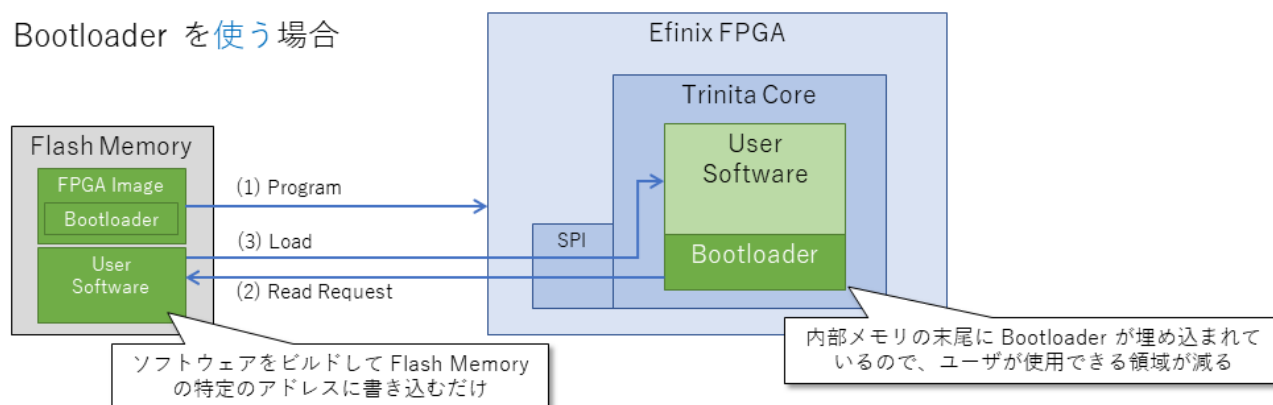 Bootloader を使う場合
Efinix FPGA
Trinita Core
User
Software
Bootloader
SPI
Flash Memory
FPGA Image
Bootloader
User
Software
(1) Program
(3) Load
(2) Read Request
ソフトウェアをビルドして Flash Memory
の特定のアドレスに書き込むだけ
内部メモリの末尾に Bootloader が埋め込まれて
いるので、ユーザが使用できる領域が減る